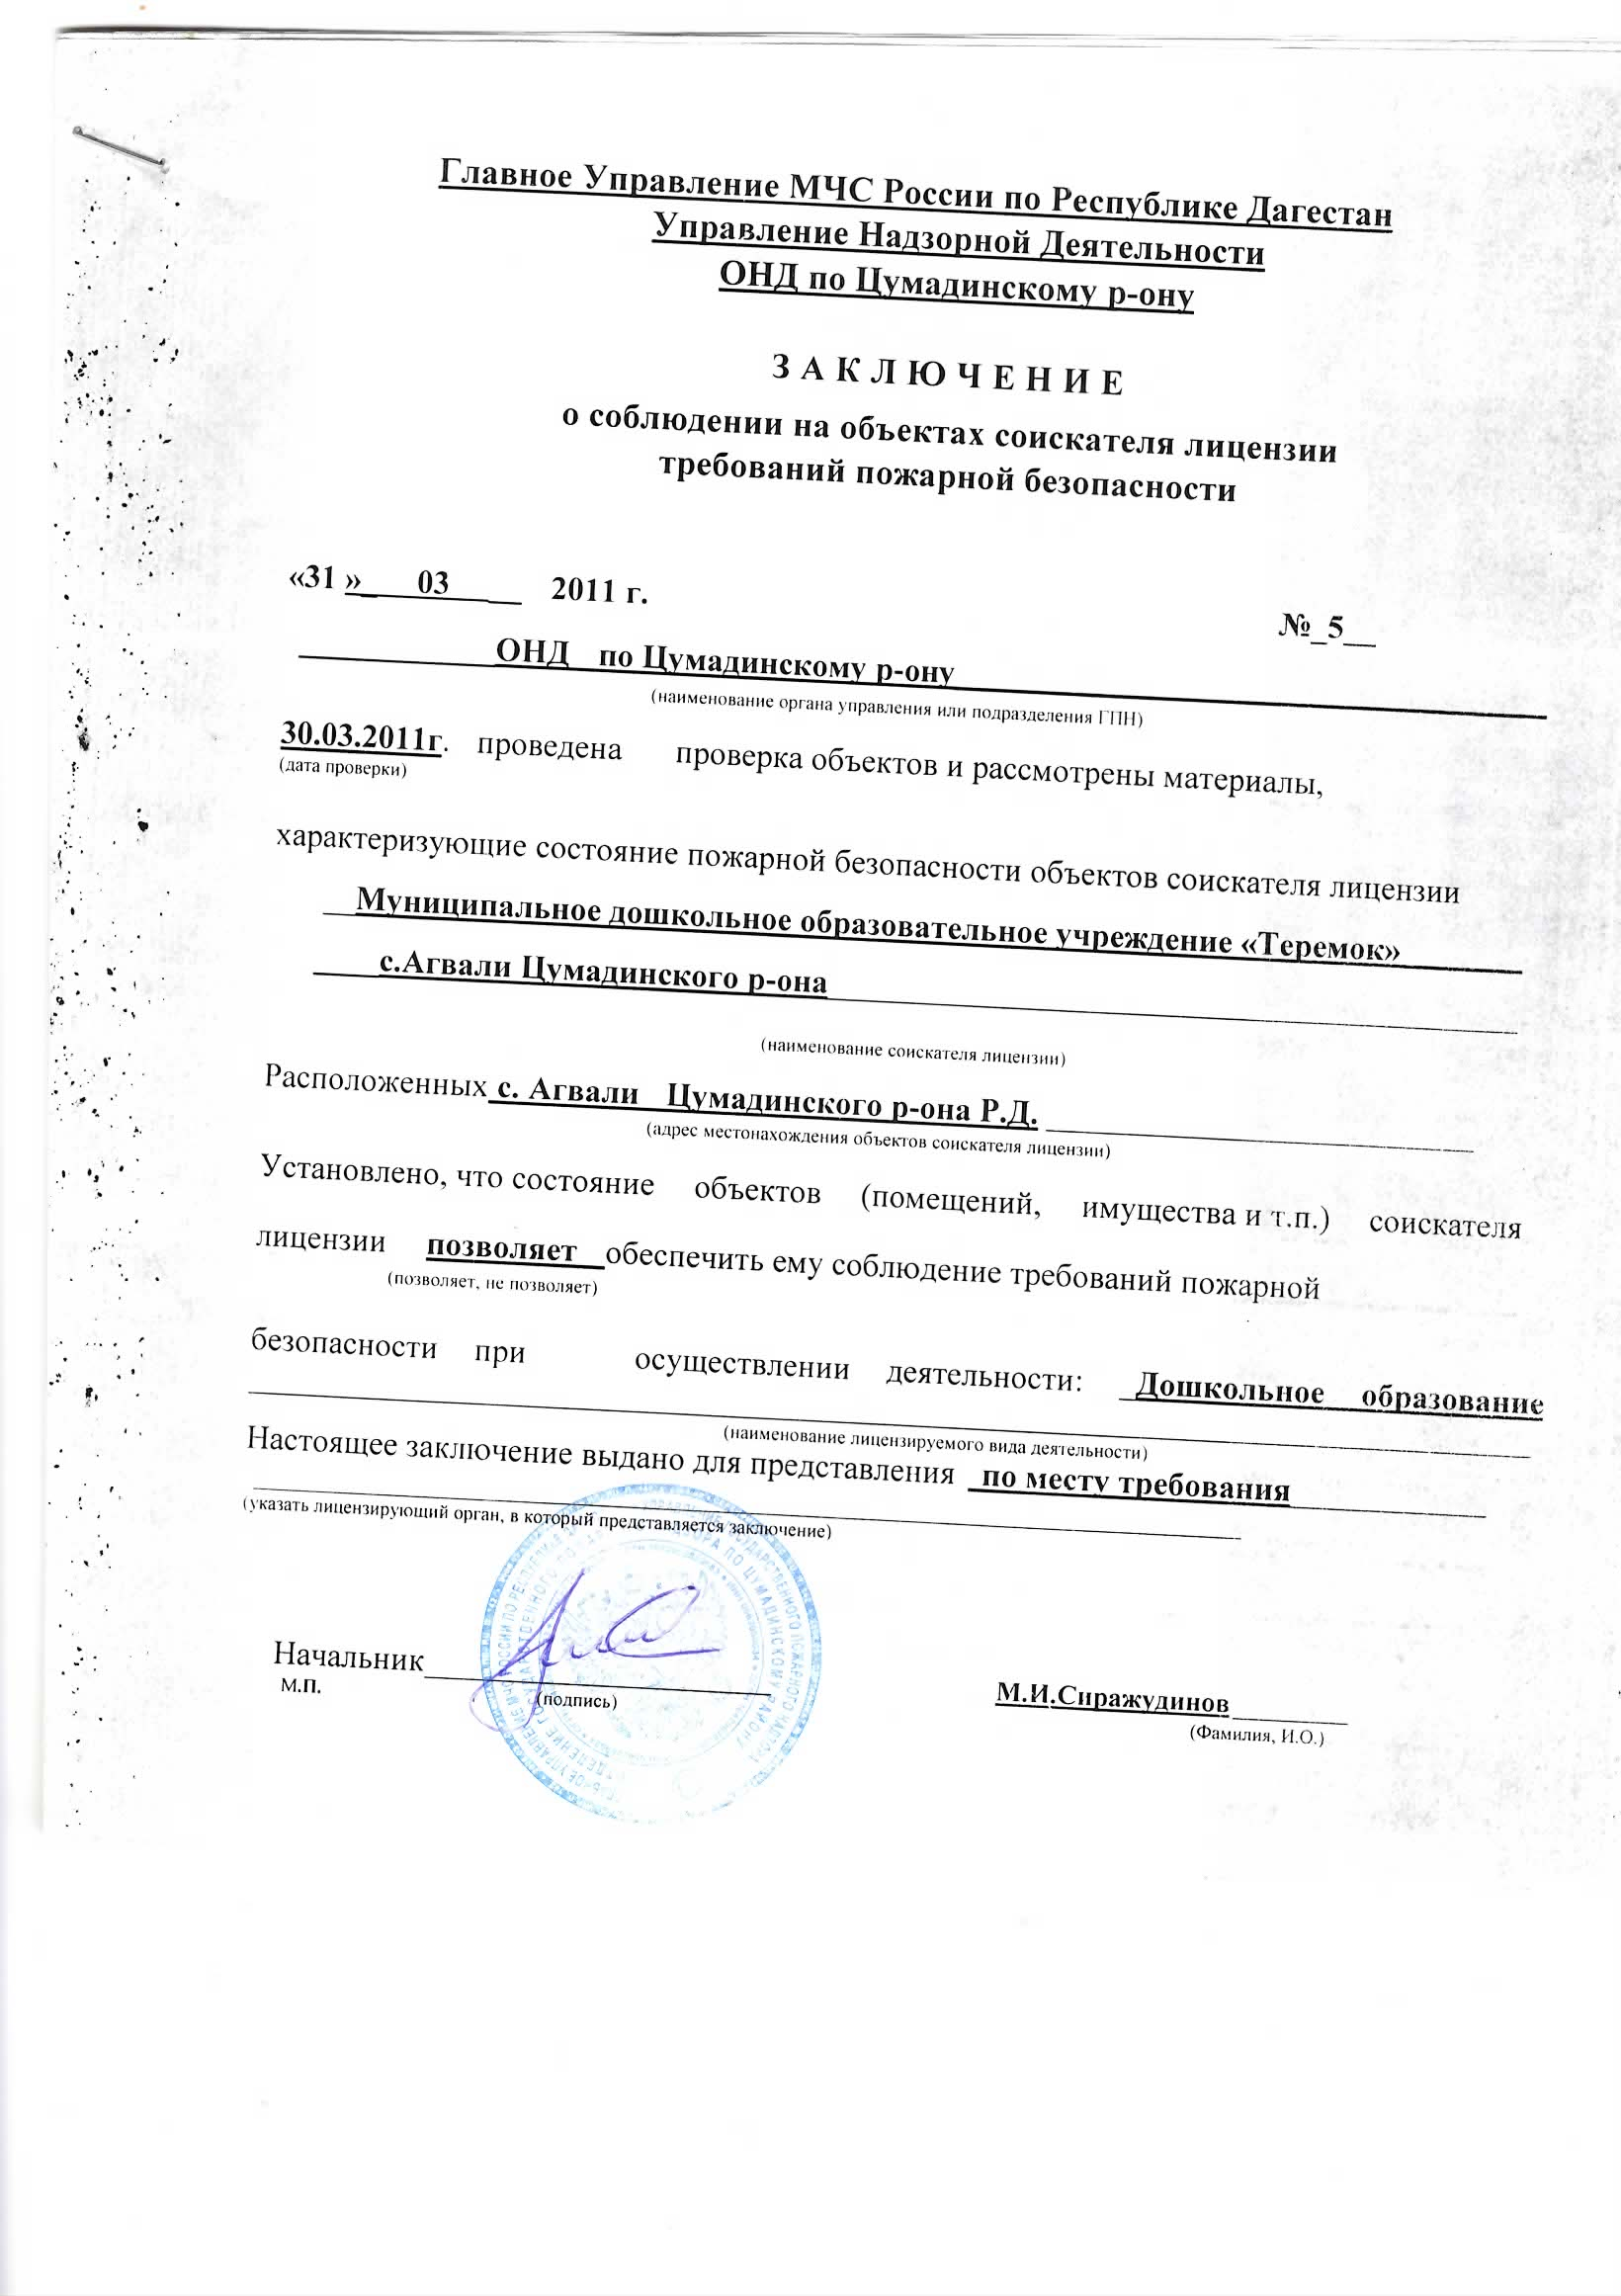 Главное Управление МЧС России по Республике Дагестан
Управление Надзорной Деятельности
ОНД по Цумадинскому р-ону
З А К Л Ю Ч Е Н И Е
о соблюдении на объектах соискателя лицензии
требований пожарной безопасности
«31 »_ 03 __ 2011 г.
№_5__
ОНД по Цумадинскому р-ону
(наименование органа управления или подразделения ГПН)
30.03.2011г. проведена проверка объектов и рассмотрены материалы,
(дата проверки)
характеризующие состояние пожарной безопасности объектов соискателя лицензии
Муниципальное дошкольное образовательное учреждение «Теремок»
с.Агвали Цумадинского р-она
(наименование соискателя лицензии)
Расположенных с. Агвали Цумадинского р-она Р.Д.
(адрес местонахождения объектов соискателя лицензии)
Установлено, что состояние объектов (помещений, имущества и т.п.) соискателя
лицензии позволяет обеспечить ему соблюдение требований пожарной
(позволяет, не позволяет)
безопасности при осуществлении деятельности: Дошкольное образование
(наименование лицензируемого вида деятельности)
Настоящее заключение выдано для представления по месту требования
(указать лицензирующий орган, в который представляется заключение)
Начальник
М.П.
(подпись)
М.И.Сиражудинов
(Фамилия, И.О.)